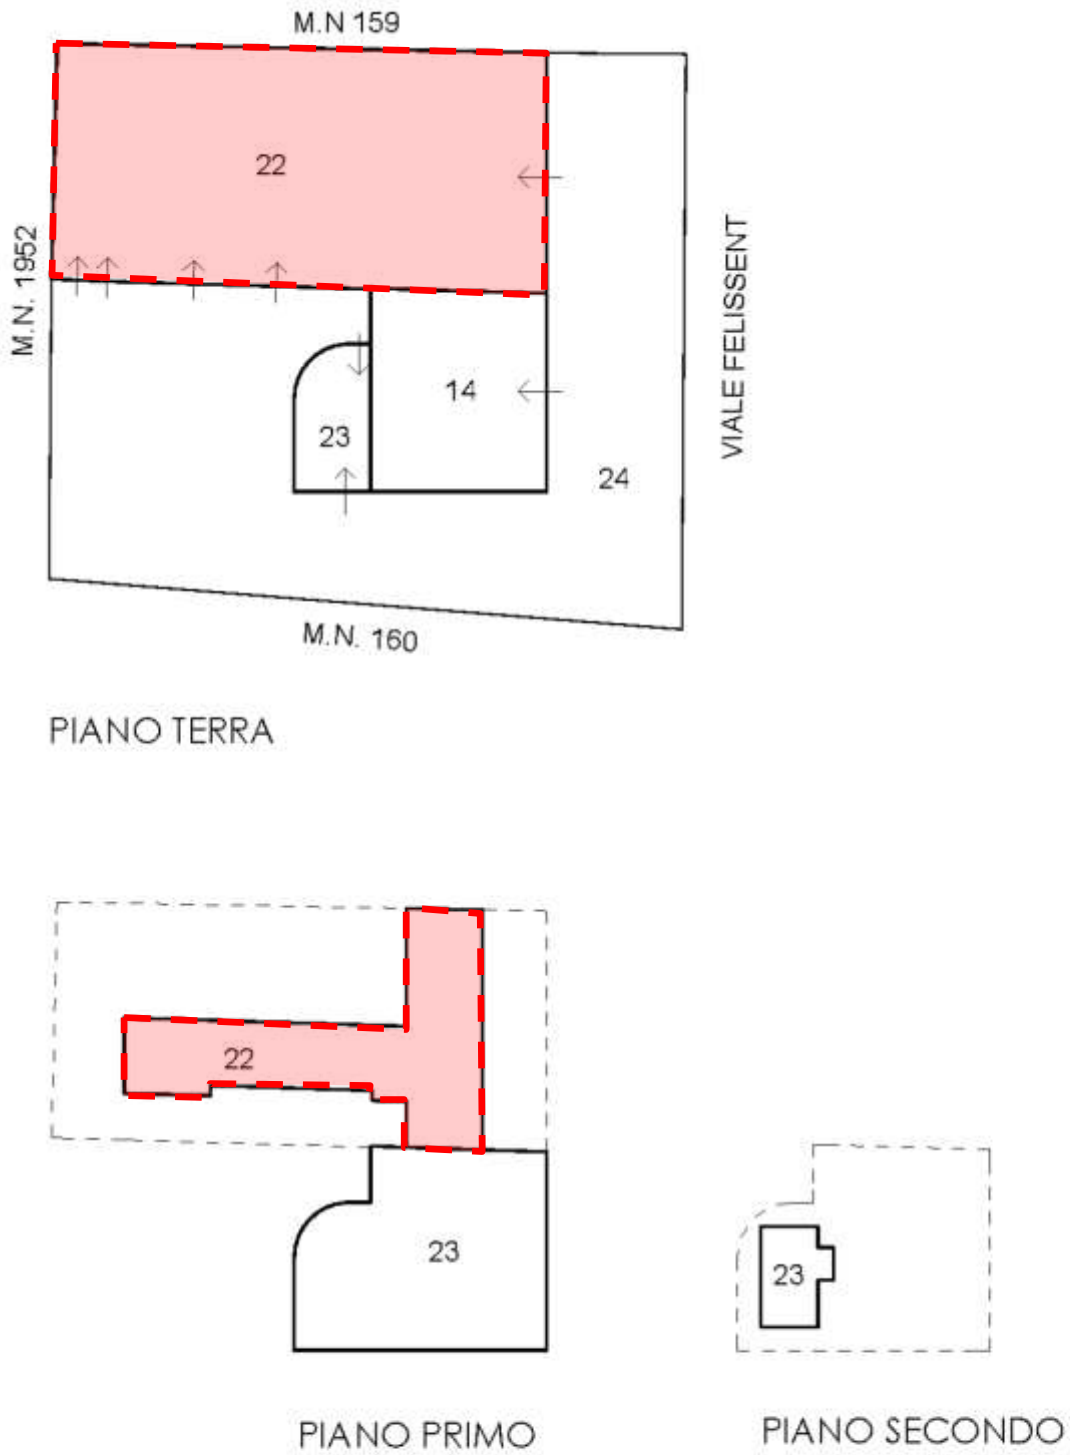 M.N 159
22
M.N. 1952
VIALE FELISSENT
14
23
24
M.N. 160
PIANO TERRA
22
23
23
PIANO PRIMO
PIANO SECONDO